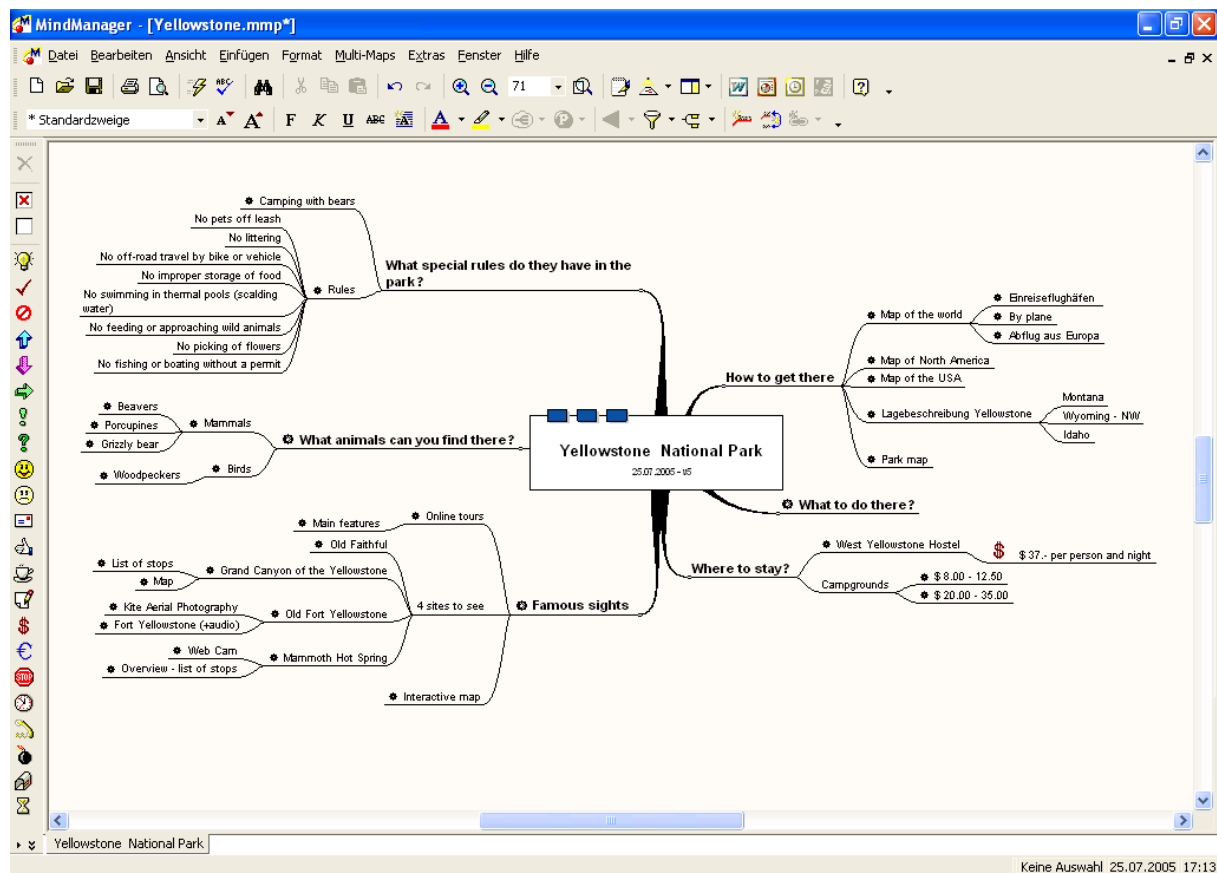 MindManager - [Yellowstone.mmp*]
Datei Bearbeiten Ansicht Einfügen Format Multi-Maps Extras Fenster Hilfe
71
* Standardzweige
F K U ABC
Camping with bears
No pets off leash
No littering
No off-road travel by bike or vehicle
No improper storage of food
No swimming in thermal pools (scalding
water)
No feeding or approaching wild animals
No picking of flowers
No fishing or boating without a permit
Rules
What special rules do they have in the
park?
Beavers
Porcupines
Grizzly bear
Mammals
Woodpeckers
Birds
What animals can you find there?
Main features
Online tours
Old Faithful
List of stops
Map
Grand Canyon of the Yellowstone
Kite Aerial Photography
Fort Yellowstone (+audio)
Old Fort Yellowstone
4 sites to see
Web Cam
Overview - list of stops
Mammoth Hot Spring
Interactive map
Famous sights
Yellowstone National Park
25.07.2005 - v5
How to get there
Map of the world
Einreiseflughäfen
By plane
Abflug aus Europa
Map of North America
Map of the USA
Lagebeschreibung Yellowstone
Montana
Wyoming - NW
Idaho
Park map
What to do there?
Where to stay?
West Yellowstone Hostel
$ $ 37.- per person and night
Campgrounds
$ 8.00 - 12.50
$ 20.00 - 35.00
STOP
Yellowstone National Park
Keine Auswahl 25.07.2005 17:13